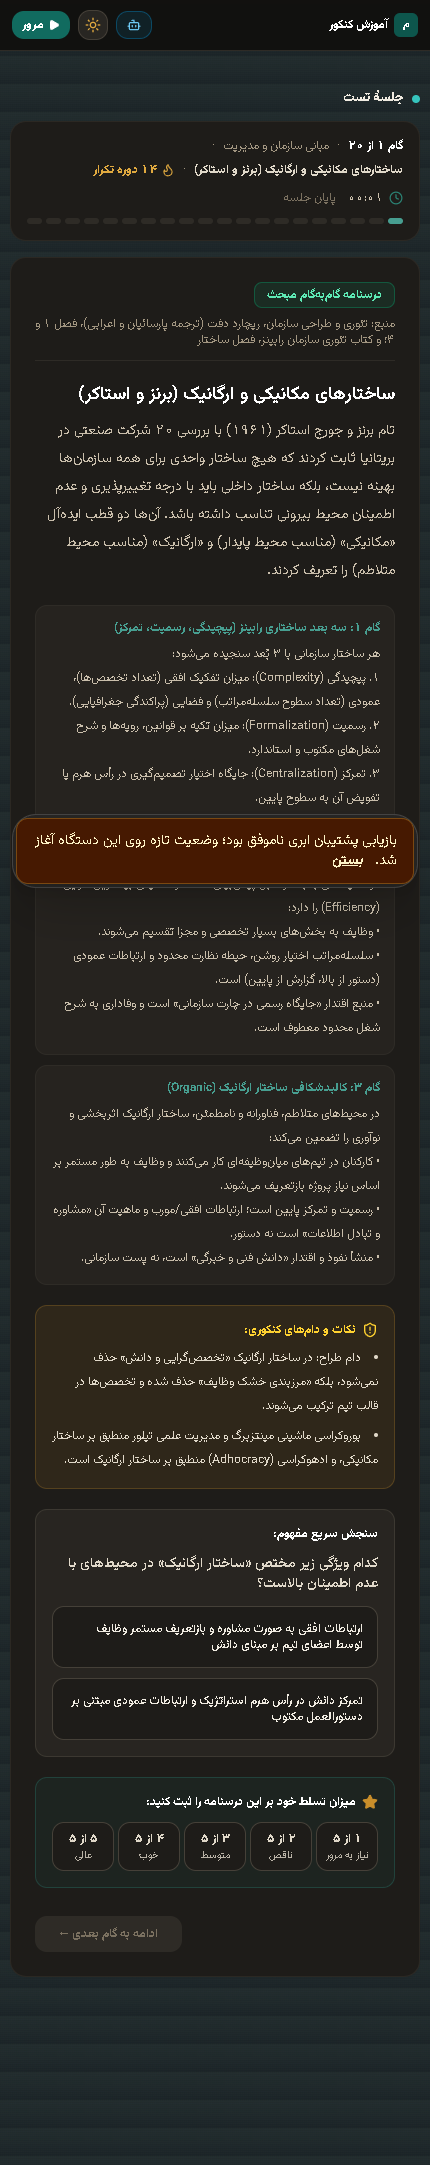 م آموزش کنکور
مرور
جلسهٔ تست
گام ۱ از ۲۰ · مبانی سازمان و مدیریت ·
ساختارهای مکانیکی و ارگانیک (برنز و استاکر) · ۱۴ دوره تکرار
۰۰:۰۱ پایان جلسه
درسنامه گام‌به‌گام مبحث
منبع: تئوری و طراحی سازمان، ریچارد دفت (ترجمه پارسائیان و اعرابی)، فصل ۱ و
۴؛ و کتاب تئوری سازمان رابینز، فصل ساختار
ساختارهای مکانیکی و ارگانیک (برنز و استاکر)
تام برنز و جورج استاکر (۱۹۶۱) با بررسی ۲۰ شرکت صنعتی در
بریتانیا ثابت کردند که هیچ ساختار واحدی برای همه سازمان‌ها
بهینه نیست، بلکه ساختار داخلی باید با درجه تغییرپذیری و عدم
اطمینان محیط بیرونی تناسب داشته باشد. آن‌ها دو قطب ایده‌آل
«مکانیکی» (مناسب محیط پایدار) و «ارگانیک» (مناسب محیط
متلاطم) را تعریف کردند.
گام ۱: سه بعد ساختاری رابینز (پیچیدگی، رسمیت، تمرکز)
هر ساختار سازمانی با ۳ بُعد سنجیده می‌شود:
۱. پیچیدگی (Complexity): میزان تفکیک افقی (تعداد تخصص‌ها)،
عمودی (تعداد سطوح سلسله‌مراتب) و فضایی (پراکندگی جغرافیایی).
۲. رسمیت (Formalization): میزان تکیه بر قوانین، رویه‌ها و شرح
شغل‌های مکتوب و استاندارد.
۳. تمرکز (Centralization): جایگاه اختیار تصمیم‌گیری در رأس هرم یا
تفویض آن به سطوح پایین.
بازیابی پشتیبان ابری ناموفق بود؛ وضعیت تازه روی این دستگاه آغاز
شد. بستن
(Efficiency) را دارد:
• وظایف به بخش‌های بسیار تخصصی و مجزا تقسیم می‌شوند.
• سلسله‌مراتب اختیار روشن، حیطه نظارت محدود و ارتباطات عمودی
(دستور از بالا، گزارش از پایین) است.
• منبع اقتدار «جایگاه رسمی در چارت سازمانی» است و وفاداری به شرح
شغل محدود معطوف است.
گام ۳: کالبدشکافی ساختار ارگانیک (Organic)
در محیط‌های متلاطم، فناورانه و نامطمئن، ساختار ارگانیک اثربخشی و
نوآوری را تضمین می‌کند:
• کارکنان در تیم‌های میان‌وظیفه‌ای کار می‌کنند و وظایف به طور مستمر بر
اساس نیاز پروژه بازتعریف می‌شوند.
• رسمیت و تمرکز پایین است؛ ارتباطات افقی/مورب و ماهیت آن «مشاوره
و تبادل اطلاعات» است نه دستور.
• منشأ نفوذ و اقتدار «دانش فنی و خبرگی» است، نه پست سازمانی.
نکات و دام‌های کنکوری:
• دام طراح: در ساختار ارگانیک «تخصص‌گرایی و دانش» حذف
نمی‌شود، بلکه «مرزبندی خشک وظایف» حذف شده و تخصص‌ها در
قالب تیم ترکیب می‌شوند.
• بوروکراسی ماشینی مینتزبرگ و مدیریت علمی تیلور منطبق بر ساختار
مکانیکی، و ادهوکراسی (Adhocracy) منطبق بر ساختار ارگانیک است.
سنجش سریع مفهوم:
کدام ویژگی زیر مختص «ساختار ارگانیک» در محیط‌های با
عدم اطمینان بالاست؟
ارتباطات افقی به صورت مشاوره و بازتعریف مستمر وظایف
توسط اعضای تیم بر مبنای دانش
تمرکز دانش در رأس هرم استراتژیک و ارتباطات عمودی مبتنی بر
دستورالعمل مکتوب
میزان تسلط خود بر این درسنامه را ثبت کنید:
۱ از ۵ ۲ از ۵ ۳ از ۵ ۴ از ۵ ۵ از ۵
نیاز به مرور ناقص متوسط خوب عالی
ادامه به گام بعدی ←